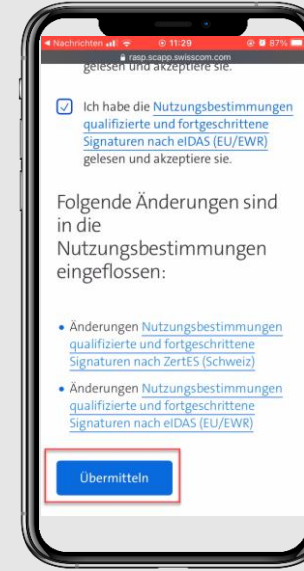 Nachrichten 11:29 87%
rasp.scapp.swisscom.com
gelesen und akzeptiere sie.
Ich habe die Nutzungsbestimmungen
qualifizierte und fortgeschrittene
Signaturen nach eIDAS (EU/EWR)
gelesen und akzeptiere sie.
Folgende Änderungen sind
in die
Nutzungsbestimmungen
eingeflossen:
• Änderungen Nutzungsbestimmungen
qualifizierte und fortgeschrittene
Signaturen nach ZertES (Schweiz)
• Änderungen Nutzungsbestimmungen
qualifizierte und fortgeschrittene
Signaturen nach eIDAS (EU/EWR)
Übermitteln